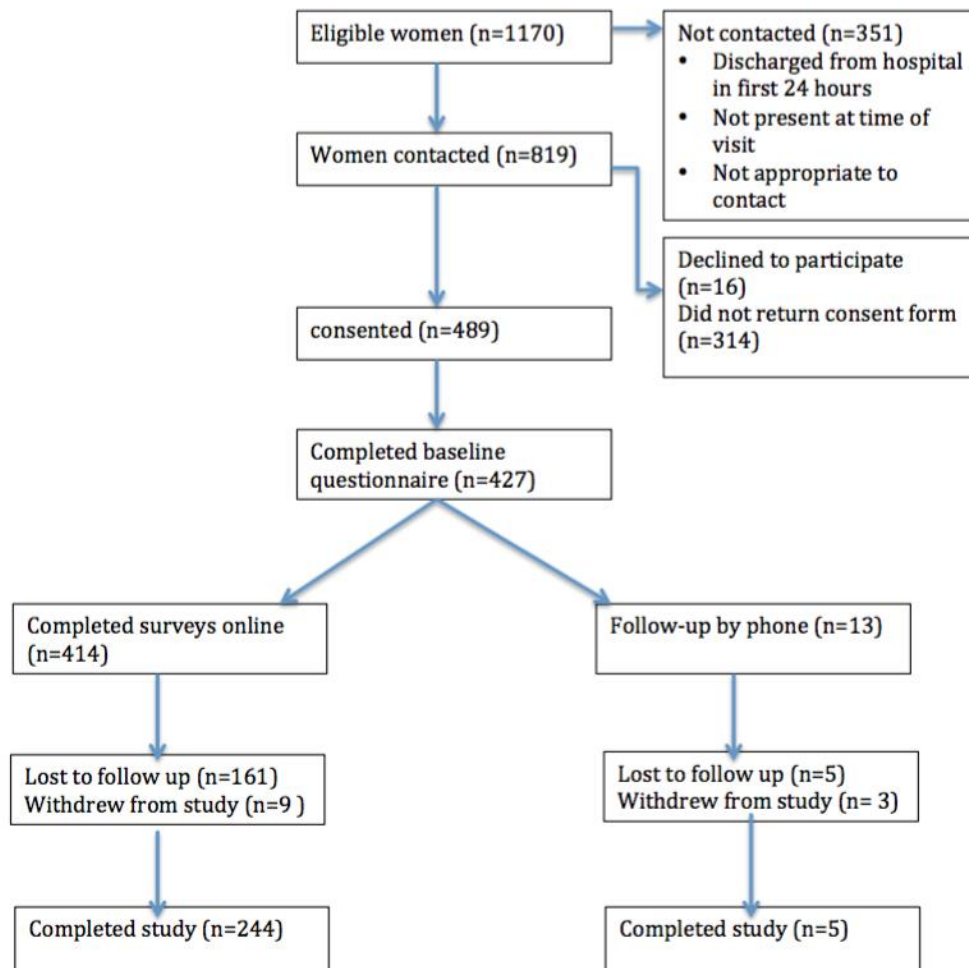 Eligible women (n=1170)
Not contacted (n=351)
• Discharged from hospital
in first 24 hours
• Not present at time of
visit
• Not appropriate to
contact
Women contacted (n=819)
Declined to participate
(n=16)
Did not return consent form
(n=314)
consented (n=489)
Completed baseline
questionnaire (n=427)
Completed surveys online
(n=414)
Follow-up by phone (n=13)
Lost to follow up (n=161)
Withdrew from study (n=9 )
Lost to follow up (n=5)
Withdrew from study (n= 3)
Completed study (n=244)
Completed study (n=5)